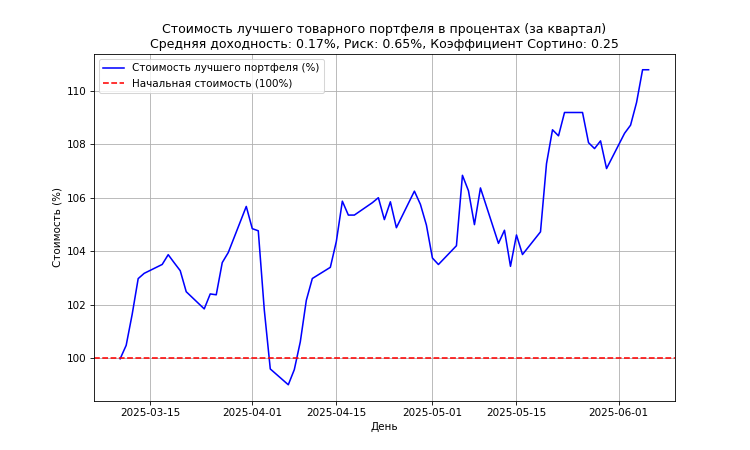 Стоимость лучшего товарного портфеля в процентах (за квартал)
Средняя доходность: 0.17%, Риск: 0.65%, Коэффициент Сортино: 0.25
Стоимость лучшего портфеля (%)
Начальная стоимость (100%)
Стоимость (%)
110
108
106
104
102
100
2025-03-15
2025-04-01
2025-04-15
2025-05-01
2025-05-15
2025-06-01
День